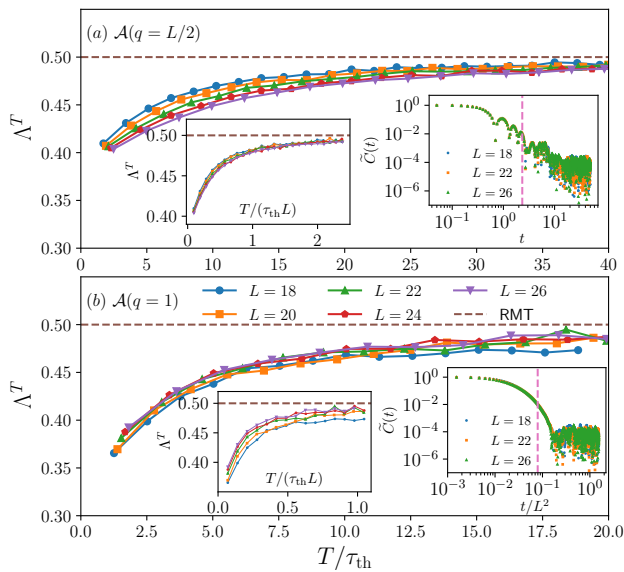 (a) A(q = L/2)
Λ^T
0.50
0.45
0.40
0.35
0.30
0 5 10 15 20 25 30 35 40
Λ^T
0.50
0.45
0.40
T/(τ_th L)
0 1 2
C̃(t)
10^0
10^-2
10^-4
10^-6
L = 18
L = 22
L = 26
10^-1 10^0 10^1
t
(b) A(q = 1)
L = 18 L = 22 L = 26
L = 20 L = 24 RMT
Λ^T
0.50
0.45
0.40
0.35
0.30
0.0 2.5 5.0 7.5 10.0 12.5 15.0 17.5 20.0
T/τ_th
Λ^T
0.50
0.45
0.40
T/(τ_th L)
0.0 0.5 1.0
C̃(t)
10^0
10^-2
10^-4
10^-6
L = 18
L = 22
L = 26
10^-3 10^-2 10^-1 10^0
t/L^2